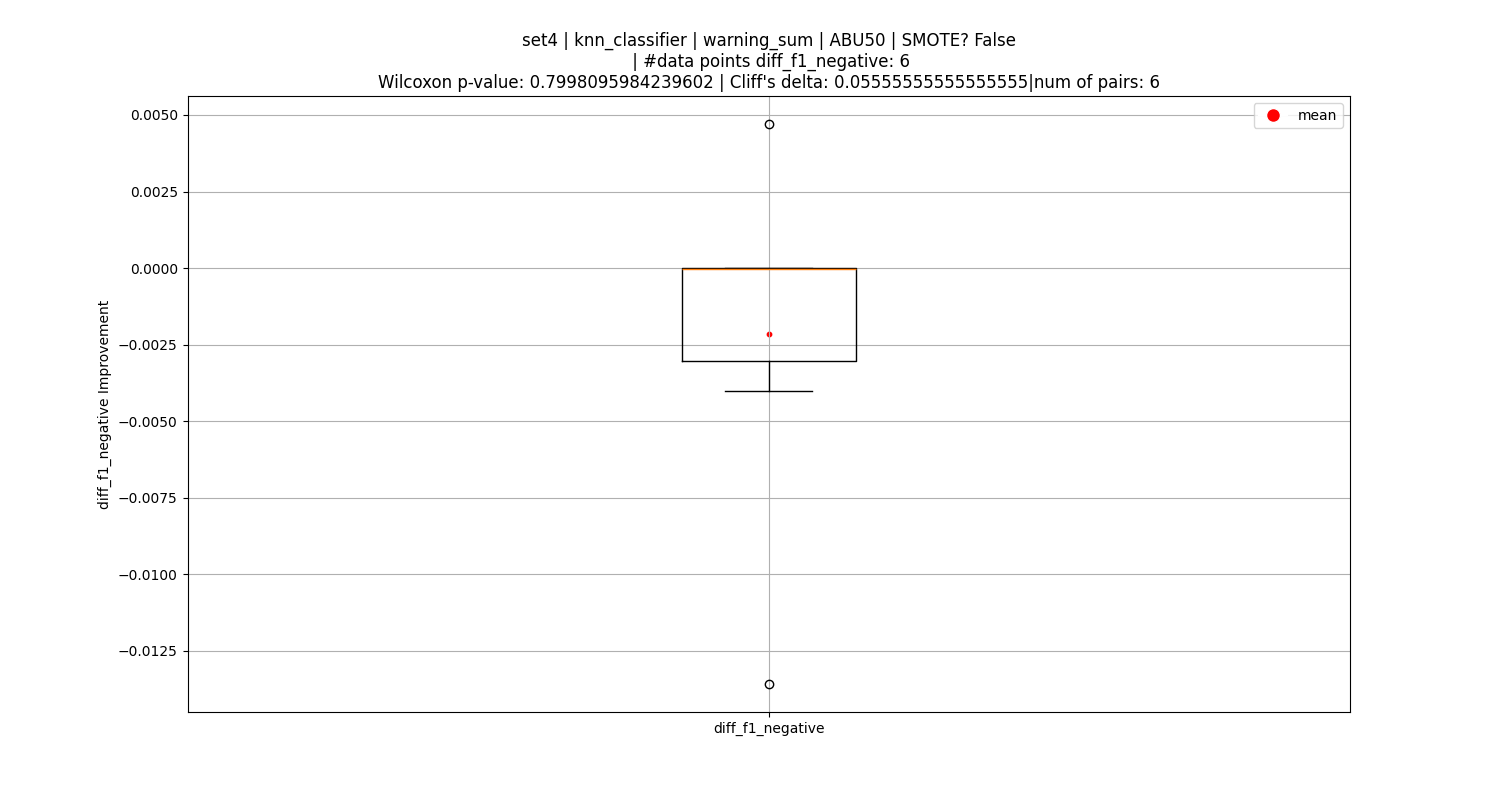 set4 | knn_classifier | warning_sum | ABU50 | SMOTE? False
| #data points diff_f1_negative: 6
Wilcoxon p-value: 0.7998095984239602 | Cliff's delta: 0.05555555555555555|num of pairs: 6
mean
0.0050
0.0025
0.0000
−0.0025
−0.0050
−0.0075
−0.0100
−0.0125
diff_f1_negative Improvement
diff_f1_negative